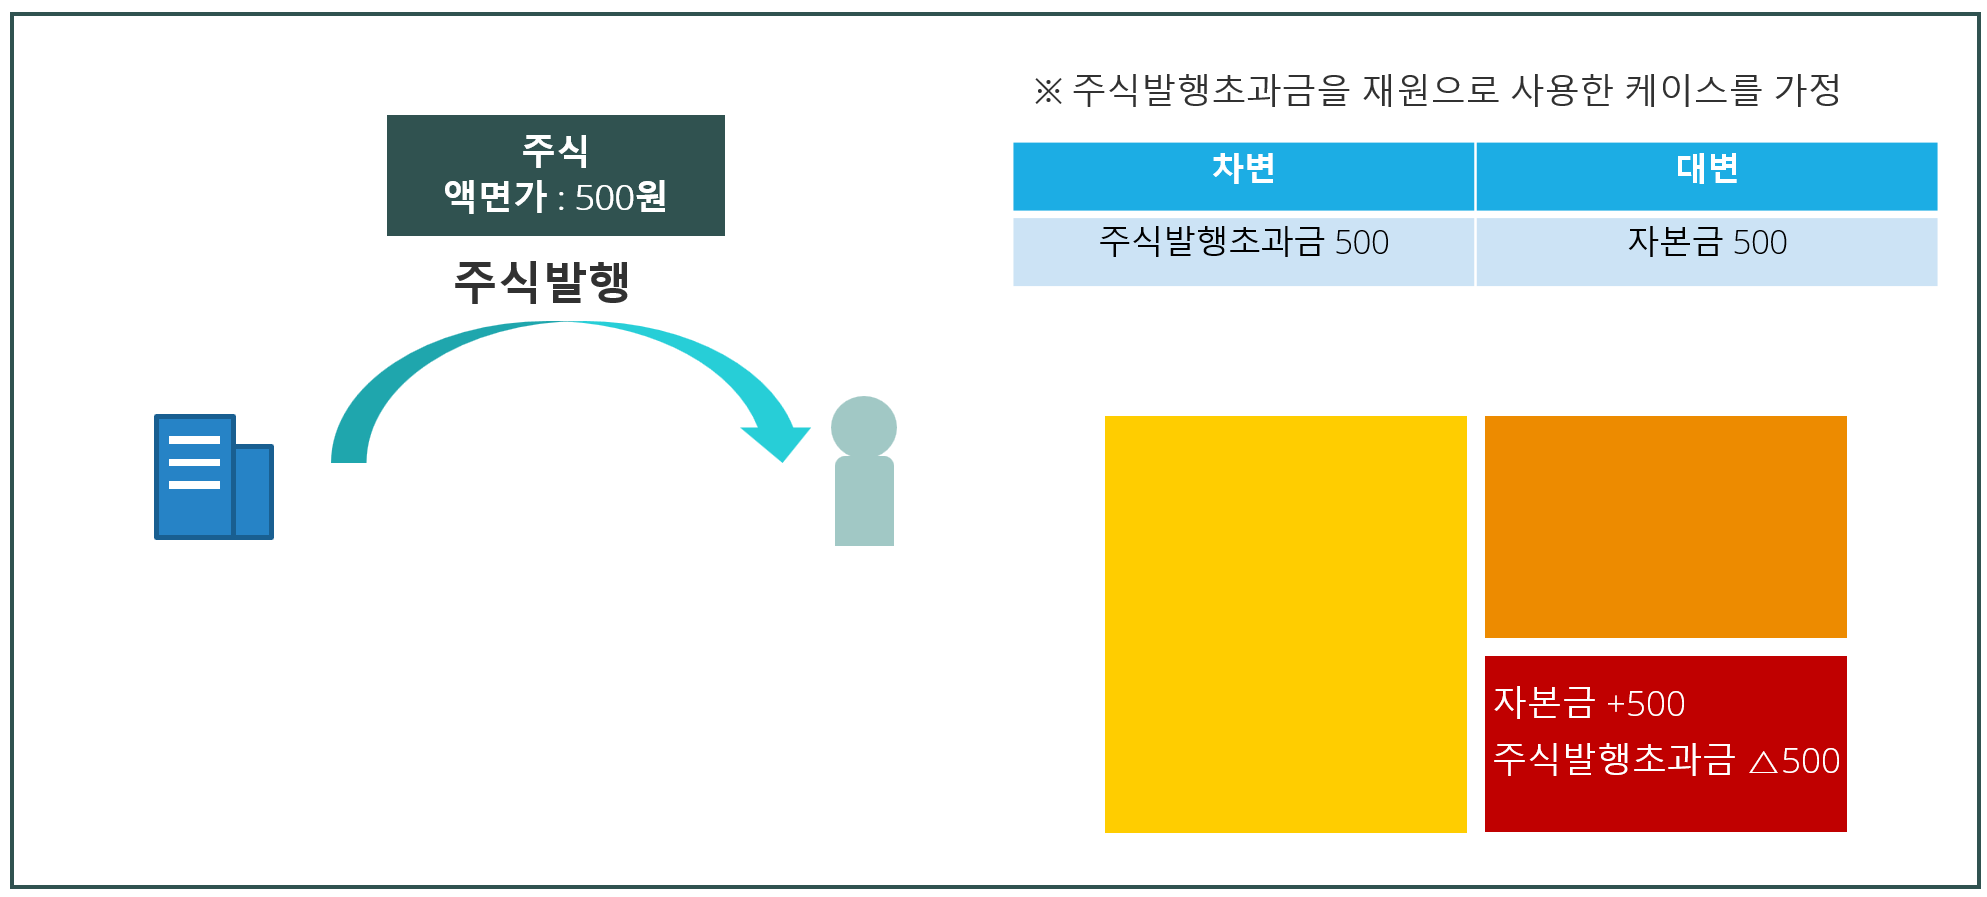 주식
액면가 : 500원
주식발행
※ 주식발행초과금을 재원으로 사용한 케이스를 가정
차변 대변
주식발행초과금 500 자본금 500
자본금 +500
주식발행초과금 △500